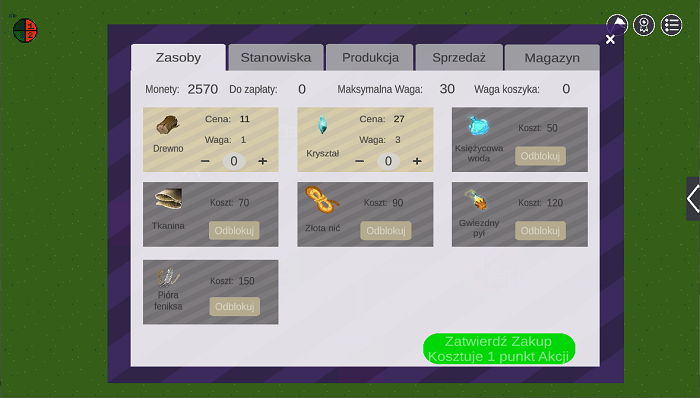 1
2
Zasoby Stanowiska Produkcja Sprzedaż Magazyn
Monety: 2570 Do zapłaty: 0 Maksymalna Waga: 30 Waga koszyka: 0
Drewno
Cena: 11
Waga: 1
− 0 +
Kryształ
Cena: 27
Waga: 3
− 0 +
Księżycowa
woda
Koszt: 50
Odblokuj
Tkanina
Koszt: 70
Odblokuj
Złota nić
Koszt: 90
Odblokuj
Gwiezdny
pył
Koszt: 120
Odblokuj
Pióra
feniksa
Koszt: 150
Odblokuj
Zatwierdź Zakup
Kosztuje 1 punkt Akcji